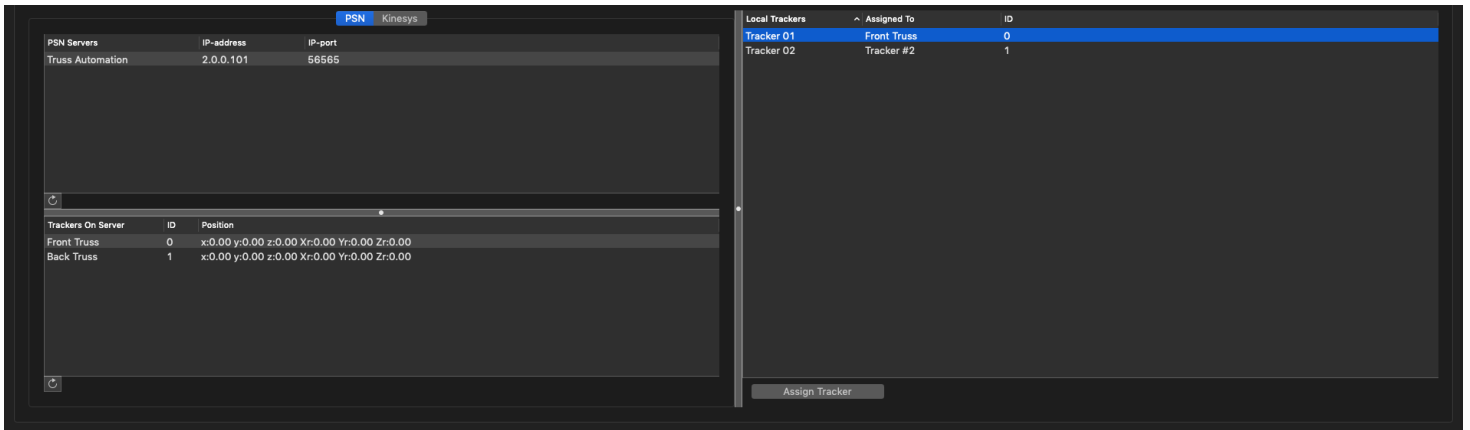 PSN Kinesys
PSN Servers IP-address IP-port
Truss Automation 2.0.0.101 56565
Trackers On Server ID Position
Front Truss 0 x:0.00 y:0.00 z:0.00 Xr:0.00 Yr:0.00 Zr:0.00
Back Truss 1 x:0.00 y:0.00 z:0.00 Xr:0.00 Yr:0.00 Zr:0.00
Local Trackers Assigned To ID
Tracker 01 Front Truss 0
Tracker 02 Tracker #2 1
Assign Tracker